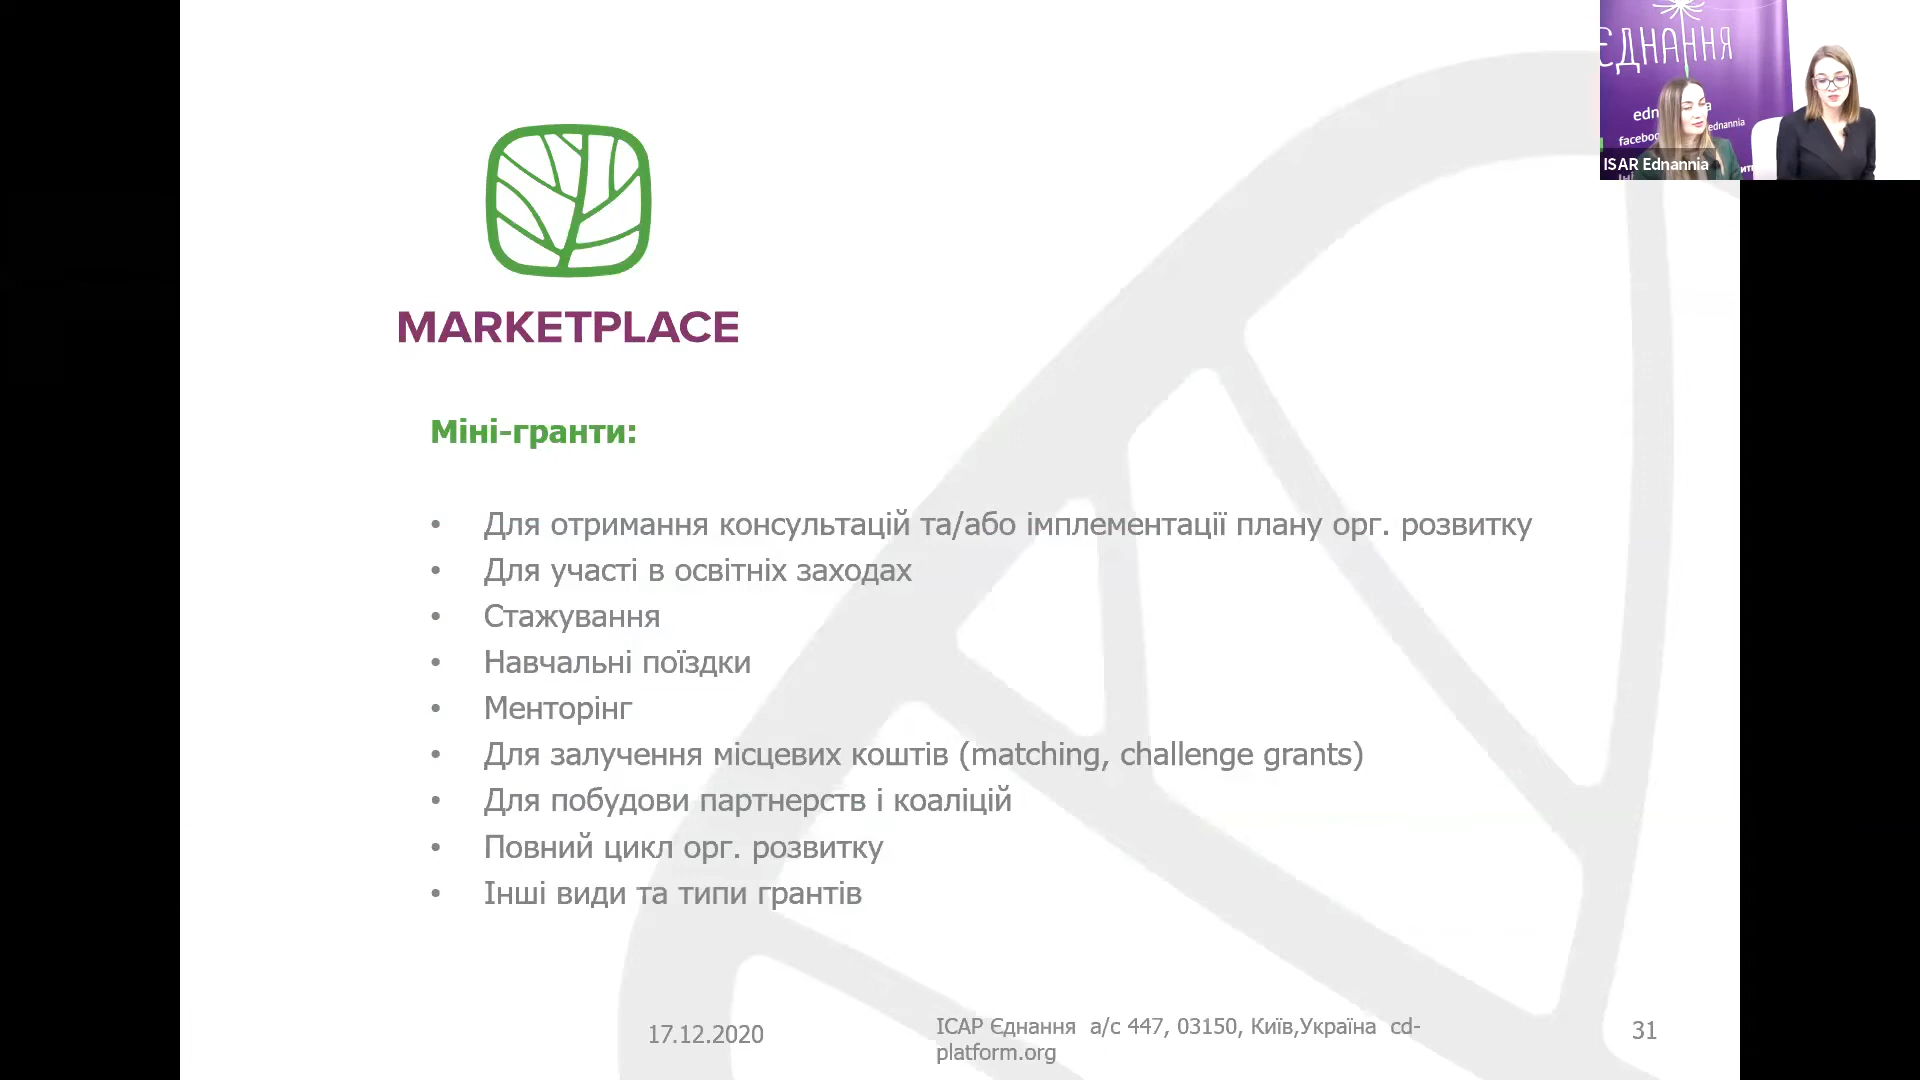 ЄДНАННЯ
facebo
ednannia
ISAR Ednannia
MARKETPLACE
Міні-гранти:
• Для отримання консультацій та/або імплементації плану орг. розвитку
• Для участі в освітніх заходах
• Стажування
• Навчальні поїздки
• Менторінг
• Для залучення місцевих коштів (matching, challenge grants)
• Для побудови партнерств і коаліцій
• Повний цикл орг. розвитку
• Інші види та типи грантів
17.12.2020
ІСАР Єднання а/с 447, 03150, Київ,Україна cd-
platform.org
31